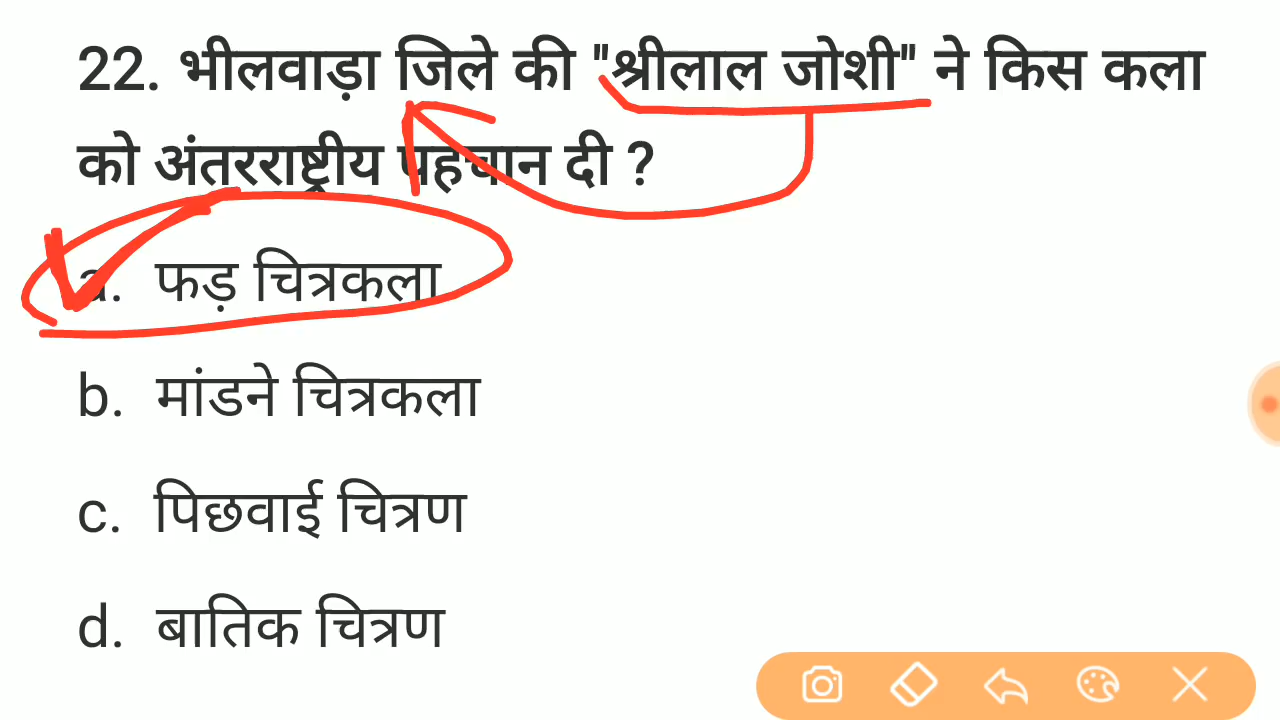 22. भीलवाड़ा जिले की "श्रीलाल जोशी" ने किस कला
को अंतरराष्ट्रीय पहचान दी ?
a. फड़ चित्रकला
b. मांडने चित्रकला
c. पिछवाई चित्रण
d. बातिक चित्रण